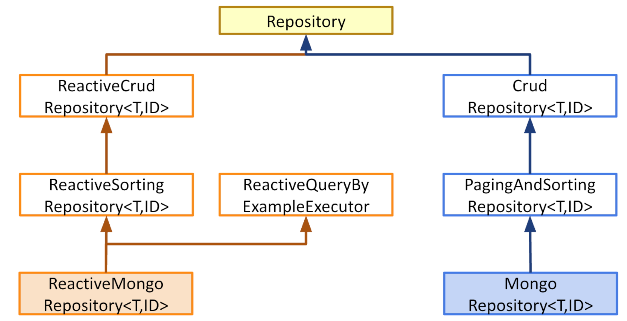 Repository
ReactiveCrud
Repository<T,ID>
Crud
Repository<T,ID>
ReactiveSorting
Repository<T,ID>
ReactiveQueryBy
ExampleExecutor
PagingAndSorting
Repository<T,ID>
ReactiveMongo
Repository<T,ID>
Mongo
Repository<T,ID>